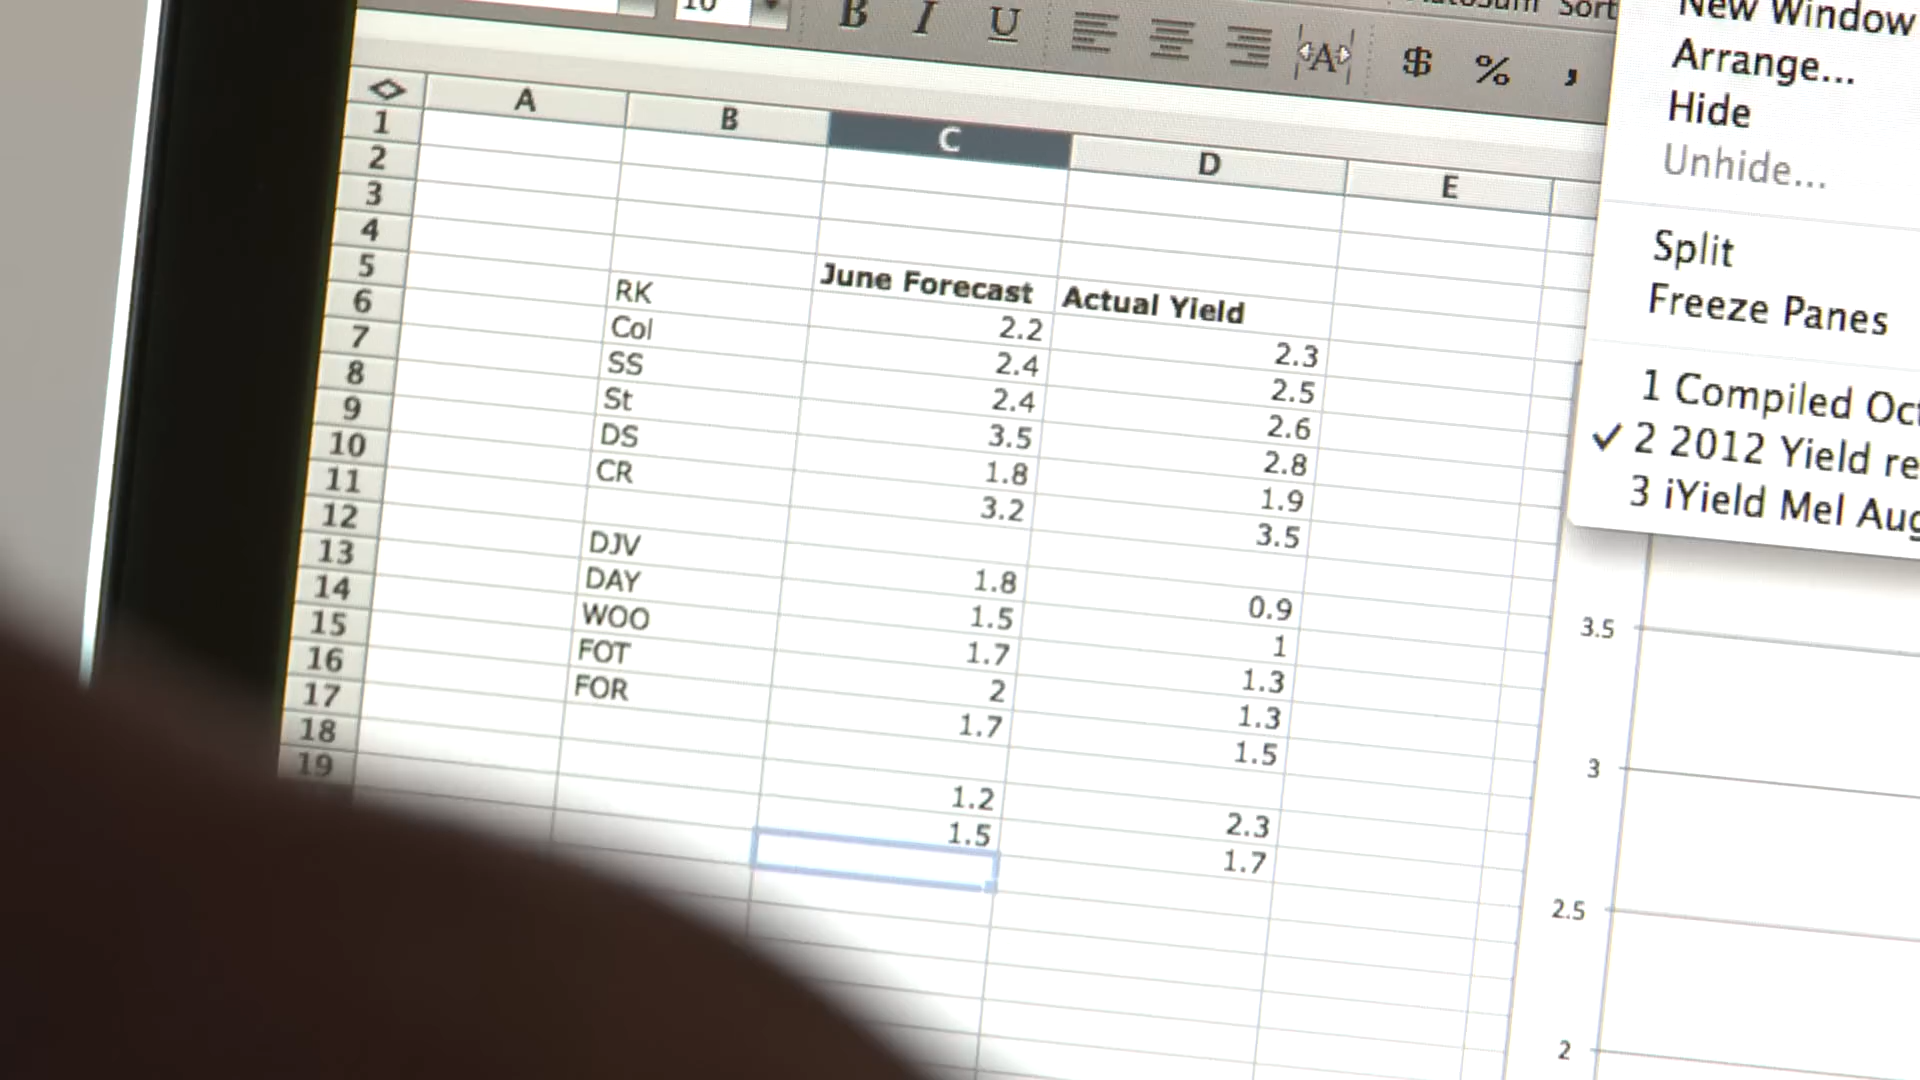 10 B I U A $ % ,
Sort
New Window
Arrange...
Hide
Unhide...
Split
Freeze Panes
1 Compiled
✓ 2 2012 Yield
3 iYield Mel
A B C D E
1
2
3
4
5 June Forecast Actual Yield
6 RK 2.2 2.3
7 Col 2.4 2.5
8 SS 2.4 2.6
9 St 3.5 2.8
10 DS 1.8 1.9
11 CR 3.2 3.5
12
13 DJV 1.8 0.9
14 DAY 1.5 1
15 WOO 1.7 1.3
16 FOT 2 1.3
17 FOR 1.7 1.5
18
19 1.2 2.3
1.5 1.7
3.5
3
2.5
2